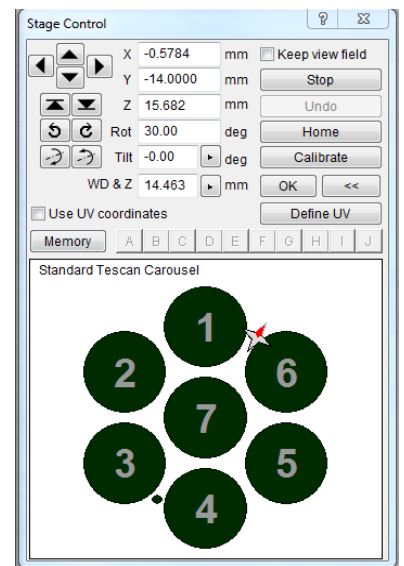 Stage Control
X -0.5784 mm Keep view field
Y -14.0000 mm Stop
Z 15.682 mm Undo
Rot 30.00 deg Home
Tilt -0.00 deg Calibrate
WD & Z 14.463 mm OK <<
Use UV coordinates Define UV
Memory A B C D E F G H I J
Standard Tescan Carousel
1
2 6
7
3 5
4